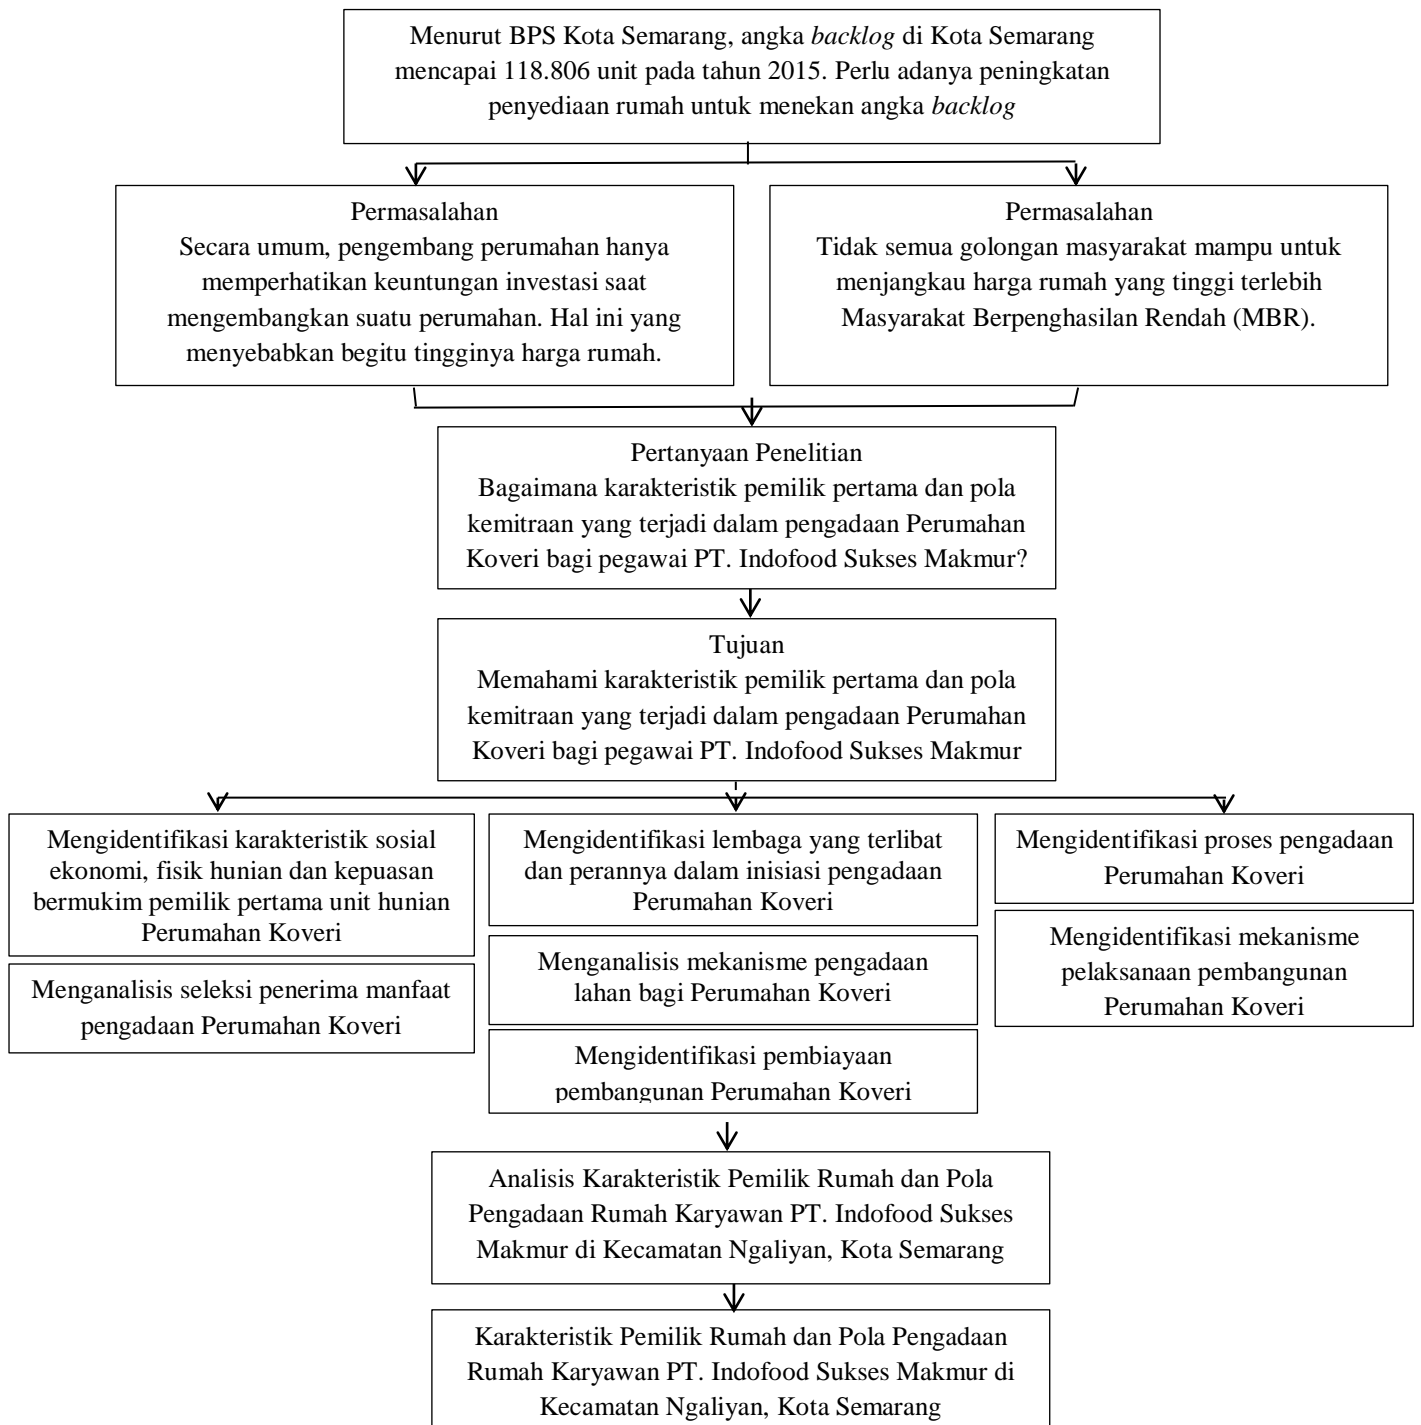 Menurut BPS Kota Semarang, angka backlog di Kota Semarang
mencapai 118.806 unit pada tahun 2015. Perlu adanya peningkatan
penyediaan rumah untuk menekan angka backlog
Permasalahan
Secara umum, pengembang perumahan hanya
memperhatikan keuntungan investasi saat
mengembangkan suatu perumahan. Hal ini yang
menyebabkan begitu tingginya harga rumah.
Permasalahan
Tidak semua golongan masyarakat mampu untuk
menjangkau harga rumah yang tinggi terlebih
Masyarakat Berpenghasilan Rendah (MBR).
Pertanyaan Penelitian
Bagaimana karakteristik pemilik pertama dan pola
kemitraan yang terjadi dalam pengadaan Perumahan
Koveri bagi pegawai PT. Indofood Sukses Makmur?
Tujuan
Memahami karakteristik pemilik pertama dan pola
kemitraan yang terjadi dalam pengadaan Perumahan
Koveri bagi pegawai PT. Indofood Sukses Makmur
Mengidentifikasi karakteristik sosial
ekonomi, fisik hunian dan kepuasan
bermukim pemilik pertama unit hunian
Perumahan Koveri
Menganalisis seleksi penerima manfaat
pengadaan Perumahan Koveri
Mengidentifikasi lembaga yang terlibat
dan perannya dalam inisiasi pengadaan
Perumahan Koveri
Menganalisis mekanisme pengadaan
lahan bagi Perumahan Koveri
Mengidentifikasi pembiayaan
pembangunan Perumahan Koveri
Mengidentifikasi proses pengadaan
Perumahan Koveri
Mengidentifikasi mekanisme
pelaksanaan pembangunan
Perumahan Koveri
Analisis Karakteristik Pemilik Rumah dan Pola
Pengadaan Rumah Karyawan PT. Indofood Sukses
Makmur di Kecamatan Ngaliyan, Kota Semarang
Karakteristik Pemilik Rumah dan Pola Pengadaan
Rumah Karyawan PT. Indofood Sukses Makmur di
Kecamatan Ngaliyan, Kota Semarang